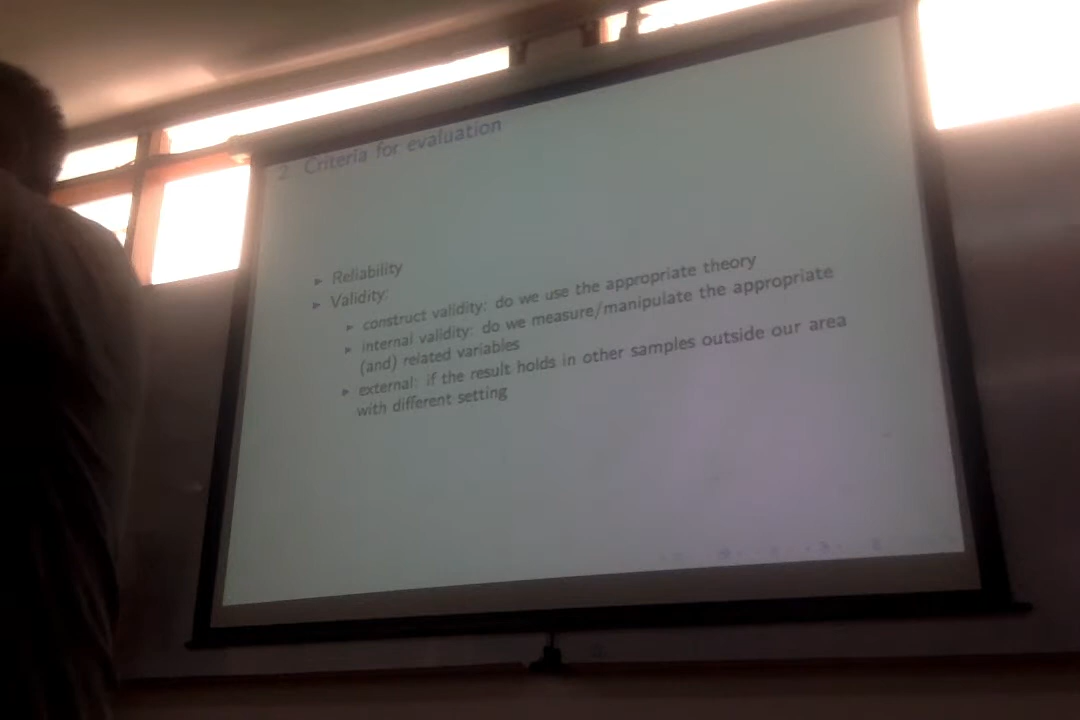 2. Criteria for evaluation
▶ Reliability
▶ Validity:
▶ construct validity: do we use the appropriate theory
▶ internal validity: do we measure/manipulate the appropriate
(and) related variables
▶ external: if the result holds in other samples outside our area
with different setting